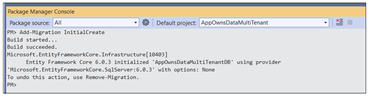 Package Manager Console
Package source: All Default project: AppOwnsDataMultiTenant
PM> Add-Migration InitialCreate
Build started...
Build succeeded.
Microsoft.EntityFrameworkCore.Infrastructure[10403]
Entity Framework Core 6.0.3 initialized 'AppOwnsDataMultiTenantDB' using provider
'Microsoft.EntityFrameworkCore.SqlServer:6.0.3' with options: None
To undo this action, use Remove-Migration.
PM>